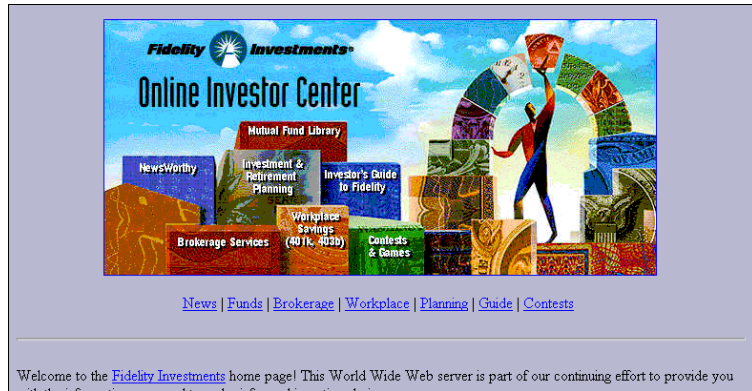 Fidelity Investments®
Online Investor Center
Mutual Fund Library
NewsWorthy
Investment &
Retirement
Planning
Investor's Guide
to Fidelity
Workplace
Savings
(401k, 403b)
Brokerage Services
Contests
& Games
News | Funds | Brokerage | Workplace | Planning | Guide | Contests
Welcome to the Fidelity Investments home page! This World Wide Web server is part of our continuing effort to provide you